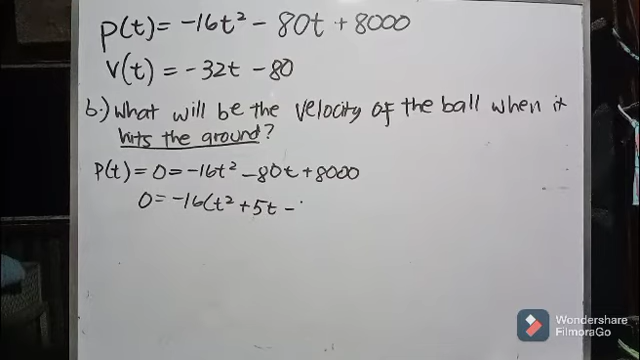 p(t) = -16t² - 80t + 8000
v(t) = -32t - 80
b.) What will be the velocity of the ball when it
hits the ground?
P(t) = 0 = -16t² - 80t + 8000
0 = -16(t² + 5t -
Wondershare
FilmoraGo